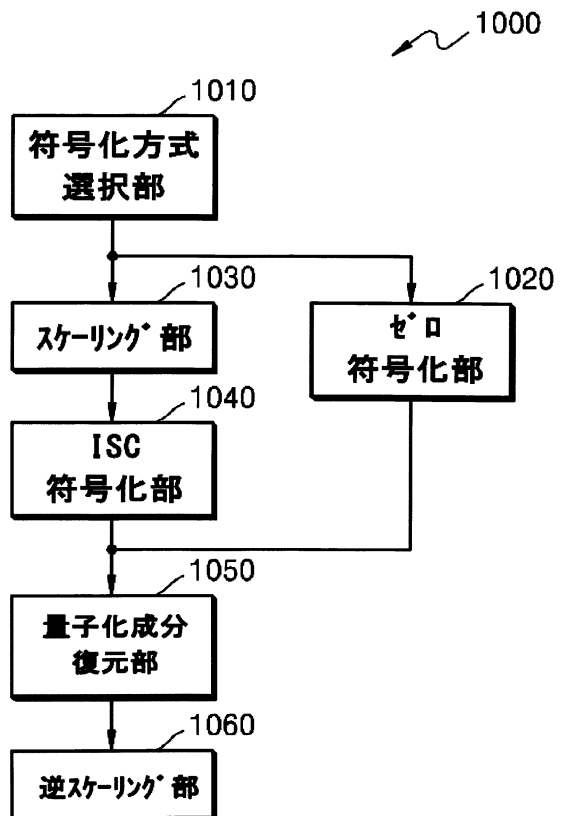 1000
1010
符号化方式
選択部
1030
スケーリング部
1020
ゼロ
符号化部
1040
ISC
符号化部
1050
量子化成分
復元部
1060
逆スケーリング部